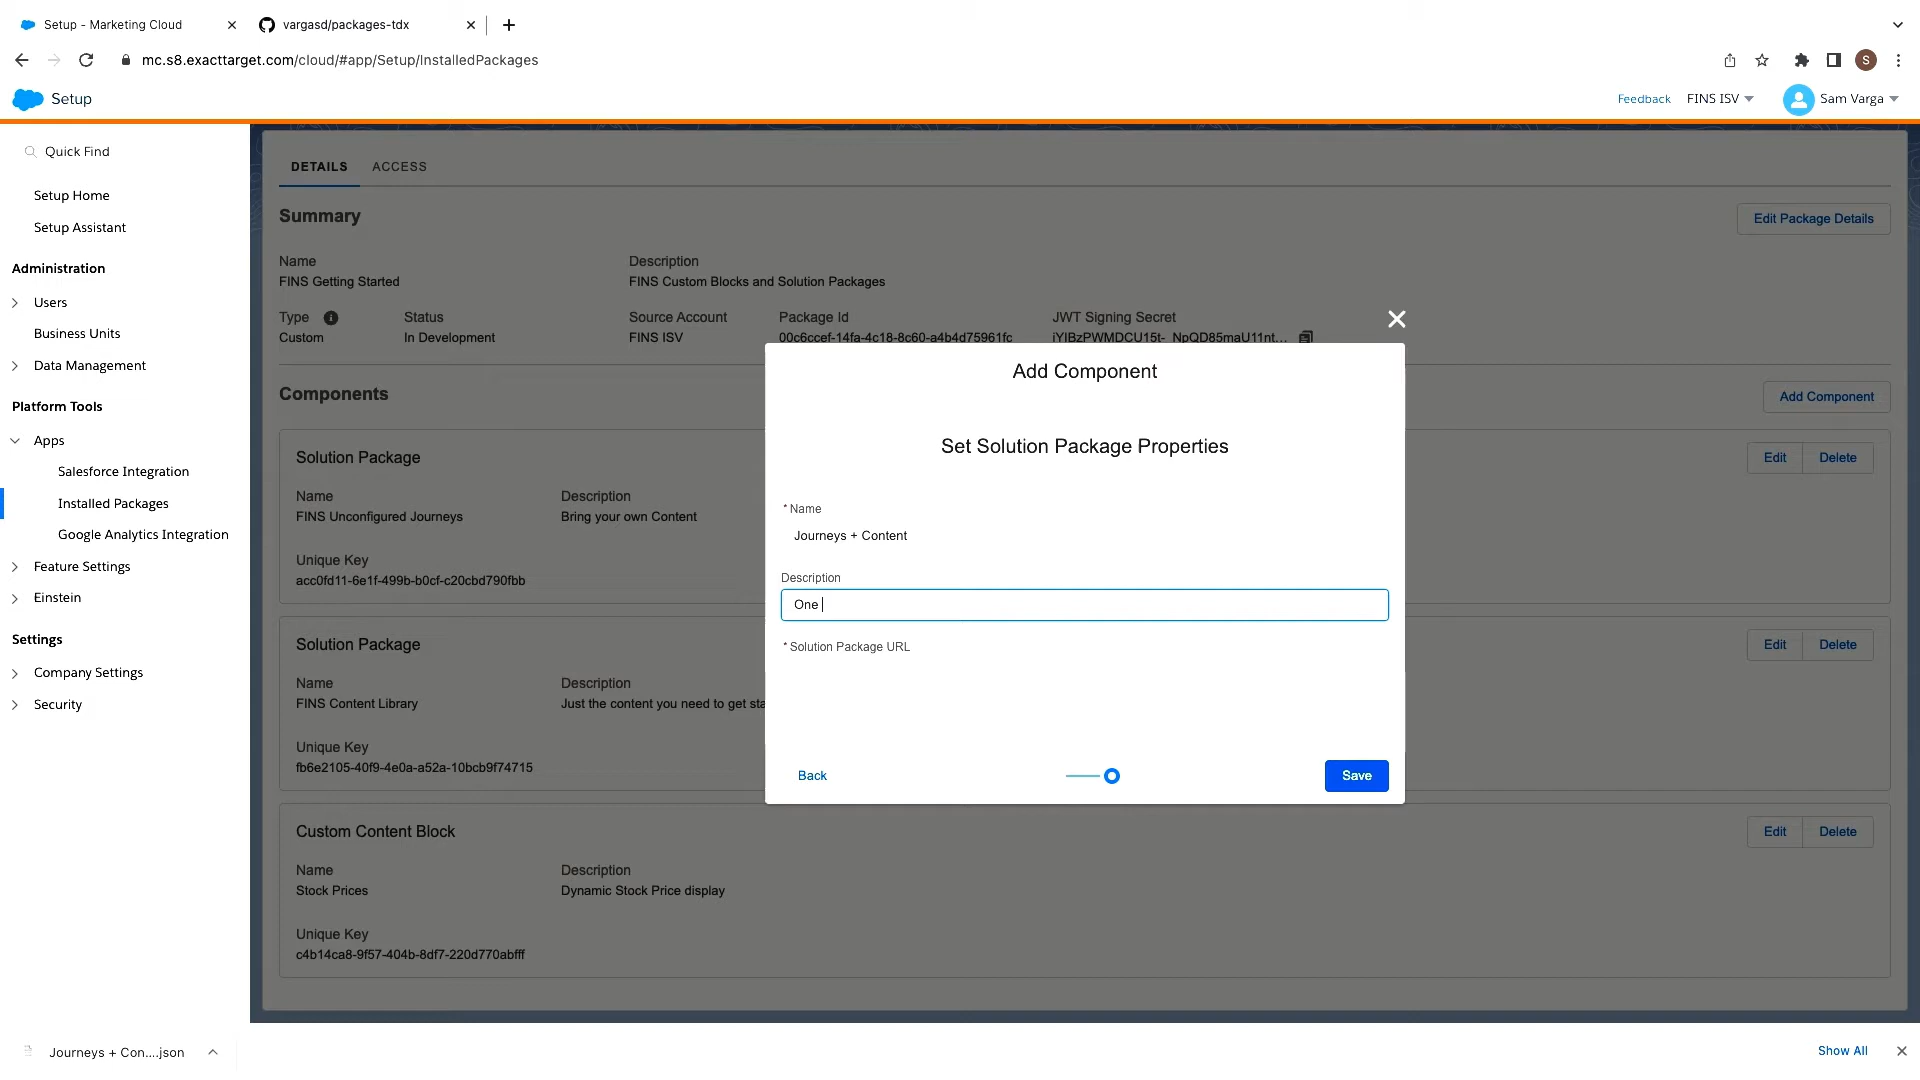 Setup - Marketing Cloud
vargasd/packages-tdx
mc.s8.exacttarget.com/cloud/#app/Setup/InstalledPackages
S
Setup
Feedback
FINS ISV
Sam Varga
Quick Find
Setup Home
Setup Assistant
Administration
Users
Business Units
Data Management
Platform Tools
Apps
Salesforce Integration
Installed Packages
Google Analytics Integration
Feature Settings
Einstein
Settings
Company Settings
Security
DETAILS ACCESS
Summary
Edit Package Details
Name
FINS Getting Started
Description
FINS Custom Blocks and Solution Packages
Type
Custom
Status
In Development
Source Account
FINS ISV
Package Id
00c6ccef-14fa-4c18-8c60-a4b4d75961fc
JWT Signing Secret
iYIBzPWMDCU15t-_NpQD85maU11nt...
Components
Add Component
Solution Package
Edit Delete
Name
FINS Unconfigured Journeys
Description
Bring your own Content
Unique Key
acc0fd11-6e1f-499b-b0cf-c20cbd790fbb
Solution Package
Edit Delete
Name
FINS Content Library
Description
Just the content you need to get sta
Unique Key
fb6e2105-40f9-4e0a-a52a-10bcb9f74715
Custom Content Block
Edit Delete
Name
Stock Prices
Description
Dynamic Stock Price display
Unique Key
c4b14ca8-9f57-404b-8df7-220d770abfff
Add Component
Set Solution Package Properties
* Name
Journeys + Content
Description
One
* Solution Package URL
Back
Save
Journeys + Con....json
Show All